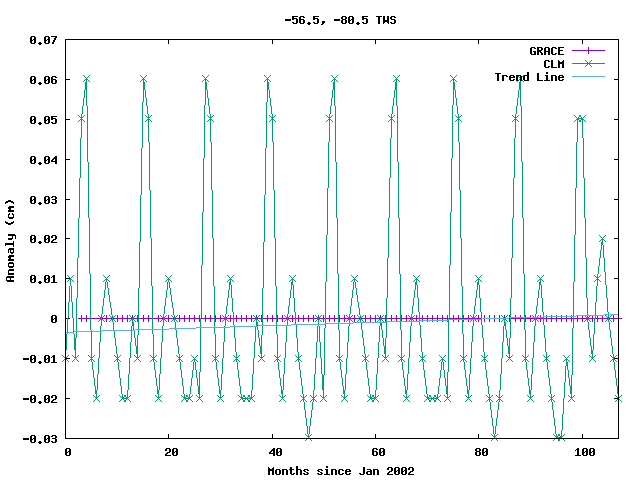 -56.5, -80.5 TWS
GRACE
CLM
Trend Line
0.07
0.06
0.05
0.04
0.03
0.02
0.01
0
-0.01
-0.02
-0.03
Anomaly (cm)
0 20 40 60 80 100
Months since Jan 2002